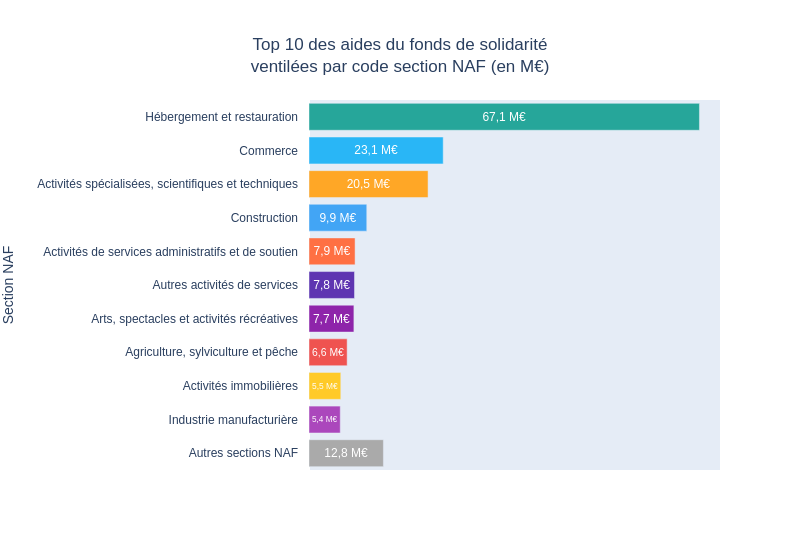 Top 10 des aides du fonds de solidarité
ventilées par code section NAF (en M€)
Section NAF
Hébergement et restauration 67,1 M€
Commerce 23,1 M€
Activités spécialisées, scientifiques et techniques 20,5 M€
Construction 9,9 M€
Activités de services administratifs et de soutien 7,9 M€
Autres activités de services 7,8 M€
Arts, spectacles et activités récréatives 7,7 M€
Agriculture, sylviculture et pêche 6,6 M€
Activités immobilières 5,5 M€
Industrie manufacturière 5,4 M€
Autres sections NAF 12,8 M€